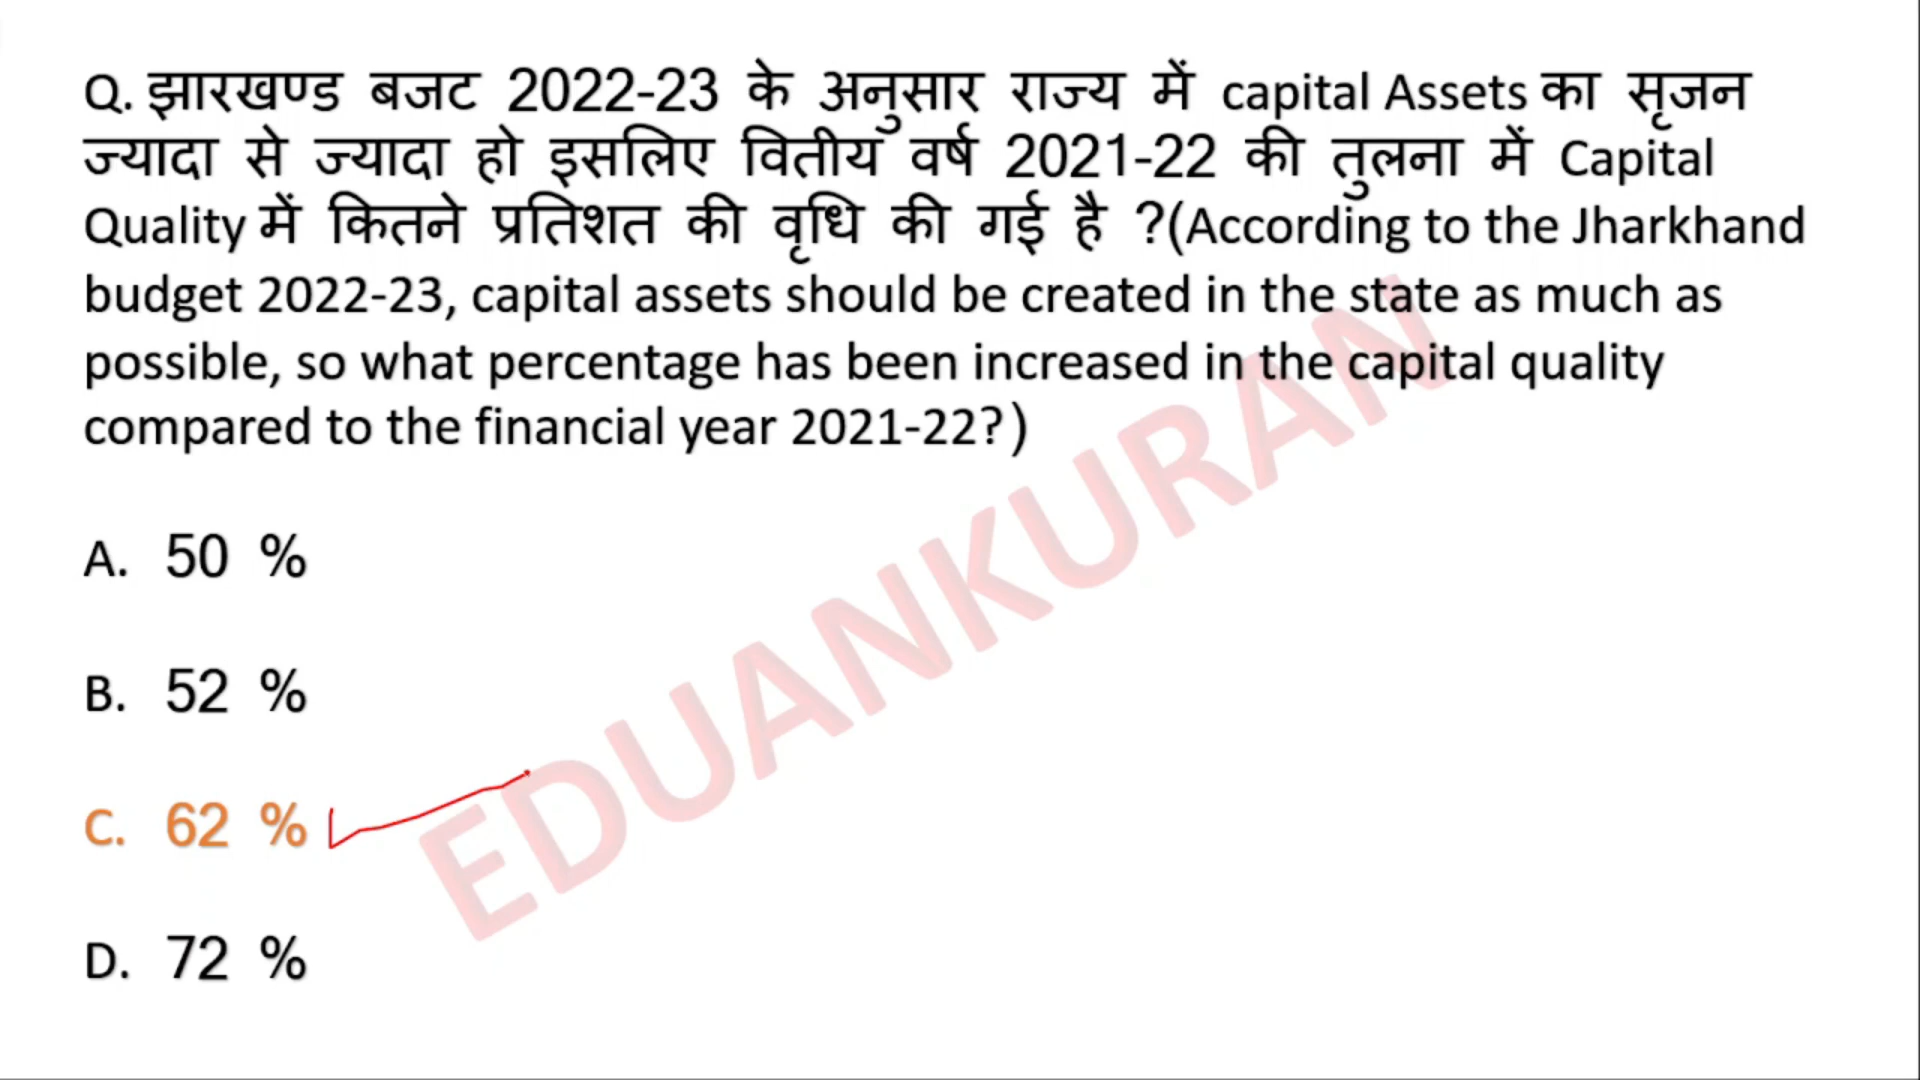 Q. झारखण्ड बजट 2022-23 के अनुसार राज्य में capital Assets का सृजन
ज्यादा से ज्यादा हो इसलिए वितीय वर्ष 2021-22 की तुलना में Capital
Quality में कितने प्रतिशत की वृधि की गई है ?(According to the Jharkhand
budget 2022-23, capital assets should be created in the state as much as
possible, so what percentage has been increased in the capital quality
compared to the financial year 2021-22?)
A. 50 %
B. 52 %
C. 62 %
D. 72 %
EDUANKURAN